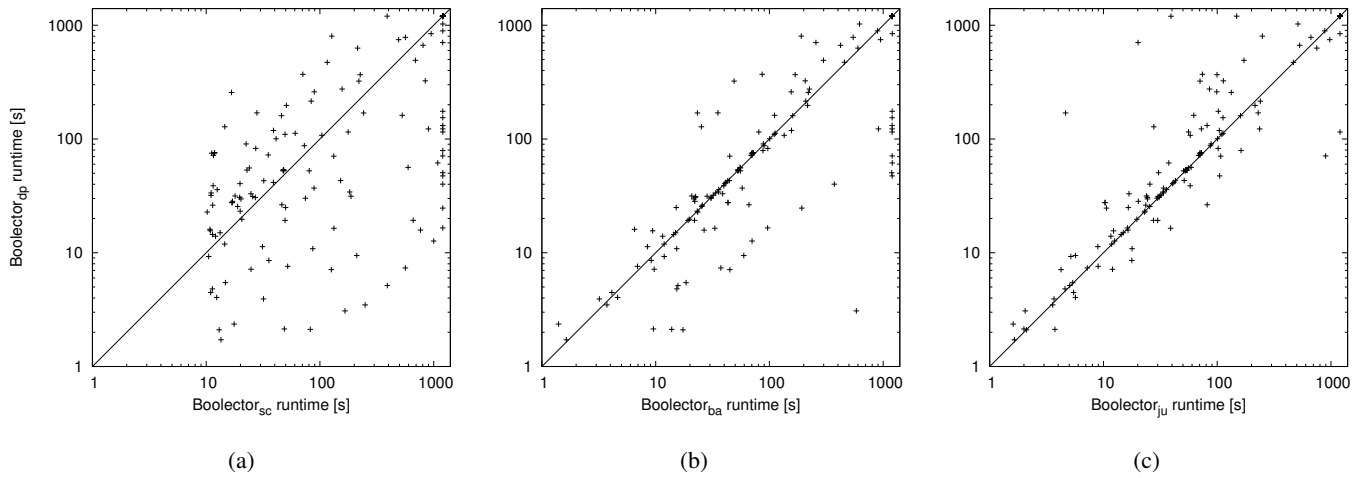 Boolector_dp runtime [s]
1000
100
10
1
1 10 100 1000
Boolector_sc runtime [s]
(a)
1000
100
10
1
1 10 100 1000
Boolector_ba runtime [s]
(b)
1000
100
10
1
1 10 100 1000
Boolector_ju runtime [s]
(c)